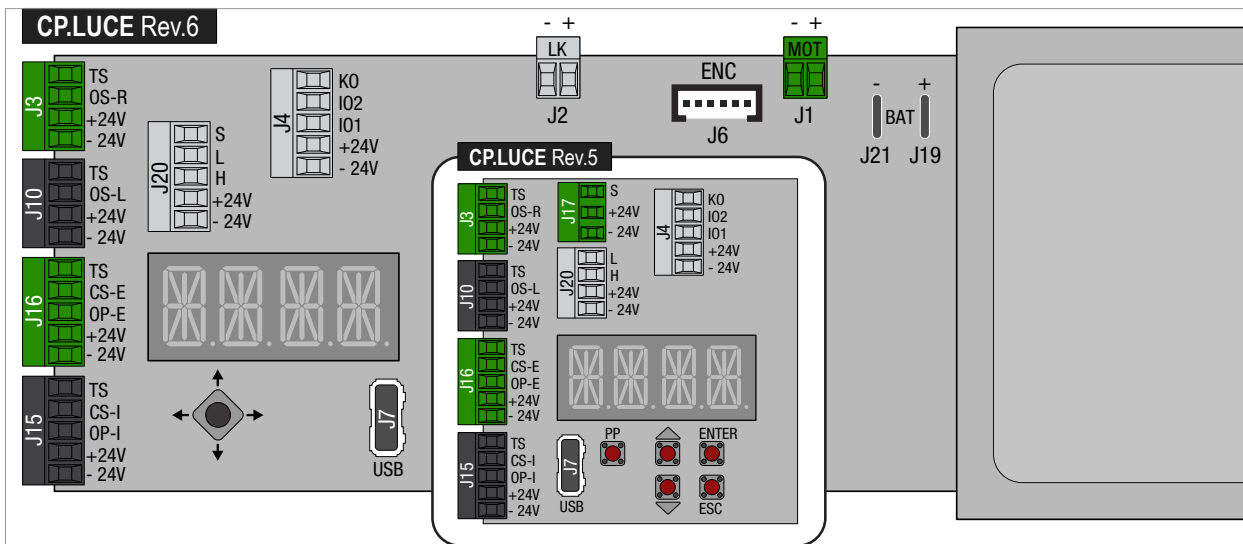 CP.LUCE Rev.6
- +
LK
J2
- +
MOT
J1
ENC
J6
- +
BAT
J21 J19
J3
TS
OS-R
+24V
- 24V
J10
TS
OS-L
+24V
- 24V
J16
TS
CS-E
OP-E
+24V
- 24V
J15
TS
CS-I
OP-I
+24V
- 24V
J20
S
L
H
+24V
- 24V
J4
KO
IO2
IO1
+24V
- 24V
J7
USB
CP.LUCE Rev.5
J3
TS
OS-R
+24V
- 24V
J10
TS
OS-L
+24V
- 24V
J16
TS
CS-E
OP-E
+24V
- 24V
J15
TS
CS-I
OP-I
+24V
- 24V
J17
S
+24V
- 24V
J20
L
H
+24V
- 24V
J4
KO
IO2
IO1
+24V
- 24V
J7
USB
PP
ENTER
ESC